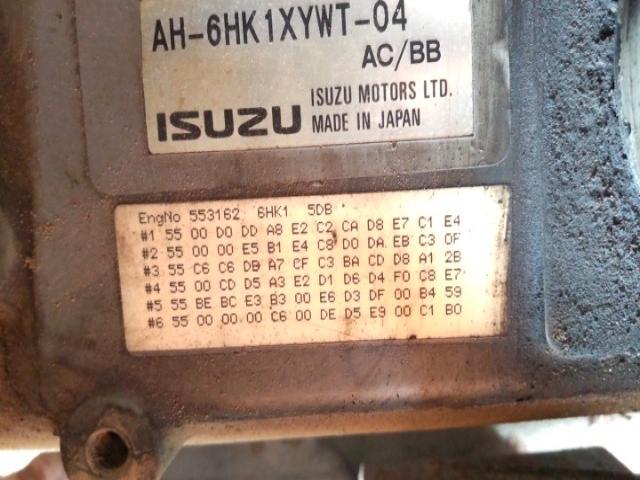 AH-6HK1XYWT-04
AC/BB
ISUZU
ISUZU MOTORS LTD.
MADE IN JAPAN
EngNo 553162 6HK1 5DB
#1 55 00 D0 DD A8 E2 C2 CA D8 E7 C1 E4
#2 55 00 00 E5 B1 E4 C8 D0 DA EB C3 0F
#3 55 C6 C6 DB A7 CF C3 BA CD D8 A1 2B
#4 55 00 CD D5 A3 E2 D1 D6 D4 F0 C8 E7
#5 55 BE BC E3 B3 00 E6 D3 DF 00 B4 59
#6 55 00 00 00 C6 00 DE D5 E9 00 C1 B0